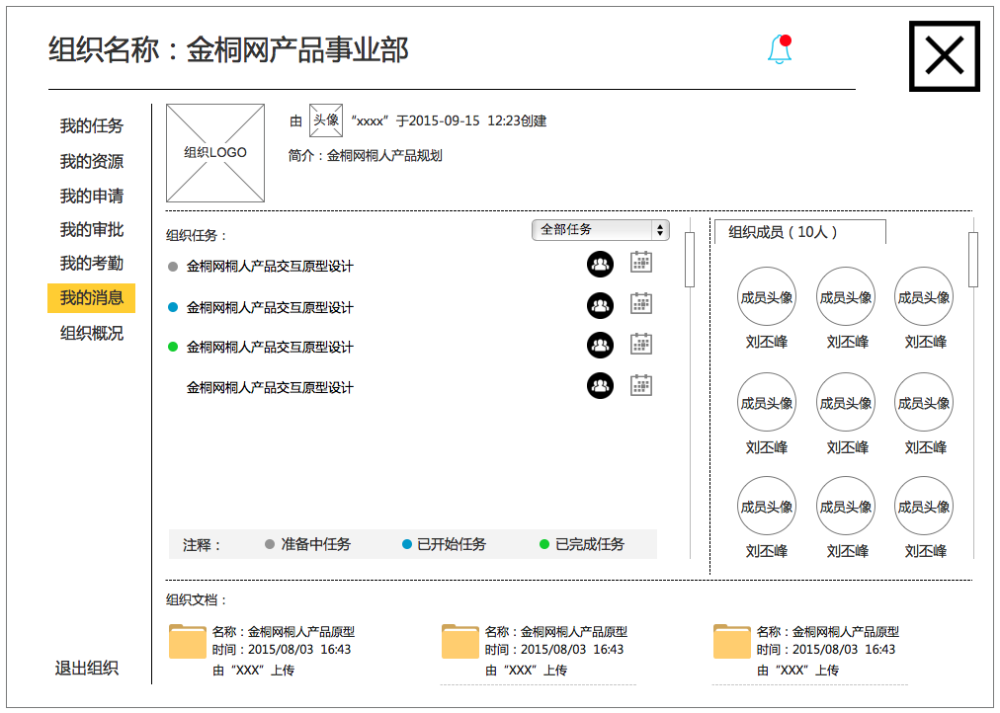 组织名称：金桐网产品事业部
我的任务
我的资源
我的申请
我的审批
我的考勤
我的消息
组织概况
退出组织
组织LOGO
由 头像 “xxxx”于2015-09-15 12:23创建
简介：金桐网桐人产品规划
组织任务：
全部任务
金桐网桐人产品交互原型设计
金桐网桐人产品交互原型设计
金桐网桐人产品交互原型设计
金桐网桐人产品交互原型设计
注释： 准备中任务 已开始任务 已完成任务
组织成员（10人）
成员头像 成员头像 成员头像
刘丕峰 刘丕峰 刘丕峰
成员头像 成员头像 成员头像
刘丕峰 刘丕峰 刘丕峰
成员头像 成员头像 成员头像
刘丕峰 刘丕峰 刘丕峰
组织文档：
名称：金桐网桐人产品原型
时间：2015/08/03 16:43
由“XXX”上传
名称：金桐网桐人产品原型
时间：2015/08/03 16:43
由“XXX”上传
名称：金桐网桐人产品原型
时间：2015/08/03 16:43
由“XXX”上传